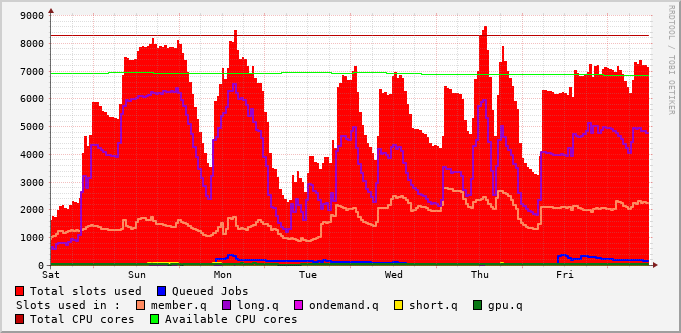 9000
8000
7000
6000
5000
4000
3000
2000
1000
0
Sat Sun Mon Tue Wed Thu Fri
RRDTOOL / TOBI OETIKER
Total slots used Queued Jobs
Slots used in : member.q long.q ondemand.q short.q gpu.q
Total CPU cores Available CPU cores